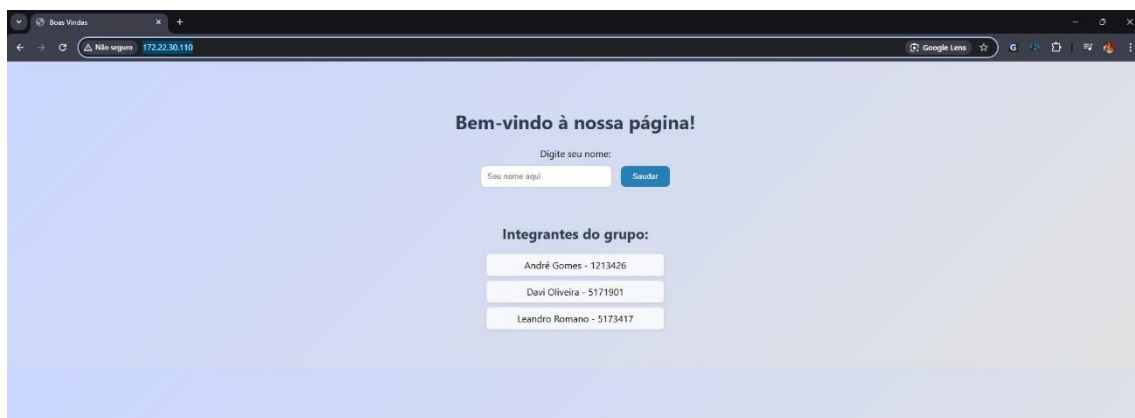 Boas Vindas
Não seguro 172.22.30.110 Google Lens G
Bem-vindo à nossa página!
Digite seu nome:
Seu nome aqui Saudar
Integrantes do grupo:
André Gomes - 1213426
Davi Oliveira - 5171901
Leandro Romano - 5173417